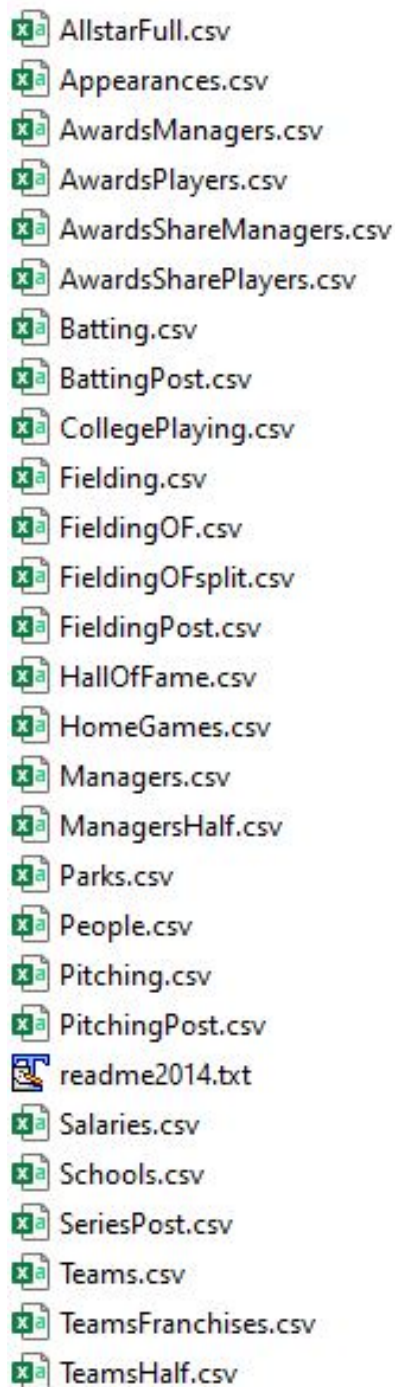 AllstarFull.csv
Appearances.csv
AwardsManagers.csv
AwardsPlayers.csv
AwardsShareManagers.csv
AwardsSharePlayers.csv
Batting.csv
BattingPost.csv
CollegePlaying.csv
Fielding.csv
FieldingOF.csv
FieldingOFsplit.csv
FieldingPost.csv
HallOfFame.csv
HomeGames.csv
Managers.csv
ManagersHalf.csv
Parks.csv
People.csv
Pitching.csv
PitchingPost.csv
readme2014.txt
Salaries.csv
Schools.csv
SeriesPost.csv
Teams.csv
TeamsFranchises.csv
TeamsHalf.csv